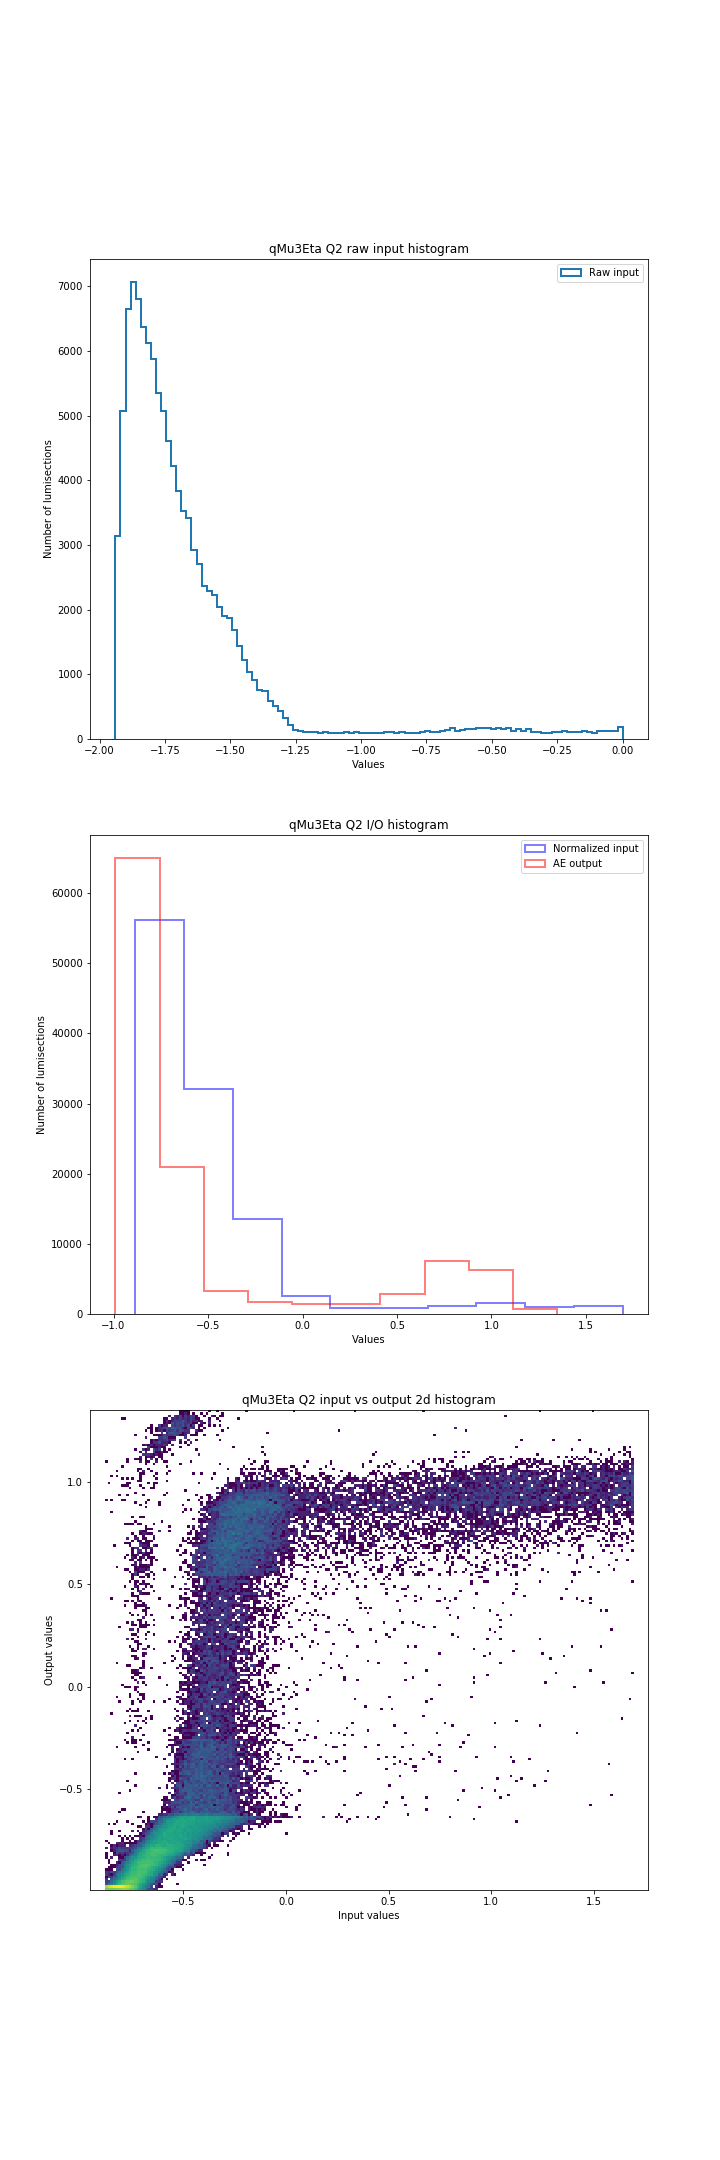 qMu3Eta Q2 raw input histogram
Raw input
7000
6000
5000
4000
3000
2000
1000
0
Number of lumisections
−2.00 −1.75 −1.50 −1.25 −1.00 −0.75 −0.50 −0.25 0.00
Values
qMu3Eta Q2 I/O histogram
Normalized input
AE output
60000
50000
40000
30000
20000
10000
0
Number of lumisections
−1.0 −0.5 0.0 0.5 1.0 1.5
Values
qMu3Eta Q2 input vs output 2d histogram
1.0
0.5
0.0
−0.5
Output values
−0.5 0.0 0.5 1.0 1.5
Input values